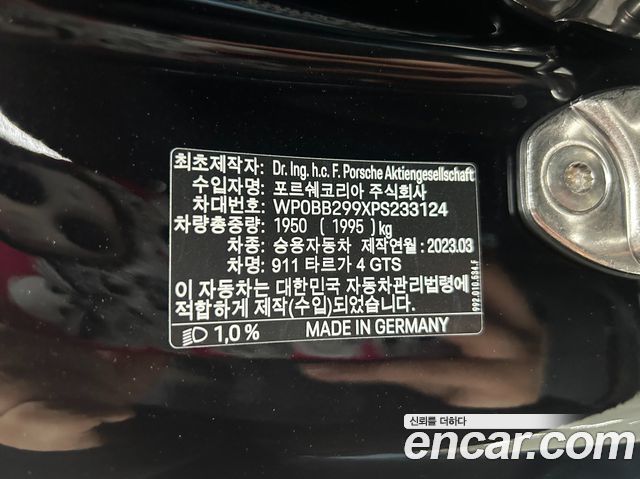 최초제작자: Dr. Ing. h.c. F. Porsche Aktiengesellschaft
수입자명: 포르쉐코리아 주식회사
차대번호: WP0BB299XPS233124
차량총중량: 1950 ( 1995 ) kg
차종: 승용자동차 제작연월: 2023.03
차명: 911 타르가 4 GTS
이 자동차는 대한민국 자동차관리법령에
적합하게 제작(수입)되었습니다.
1,0 % MADE IN GERMANY
992.010.504.F
신뢰를 더하다
encar.com